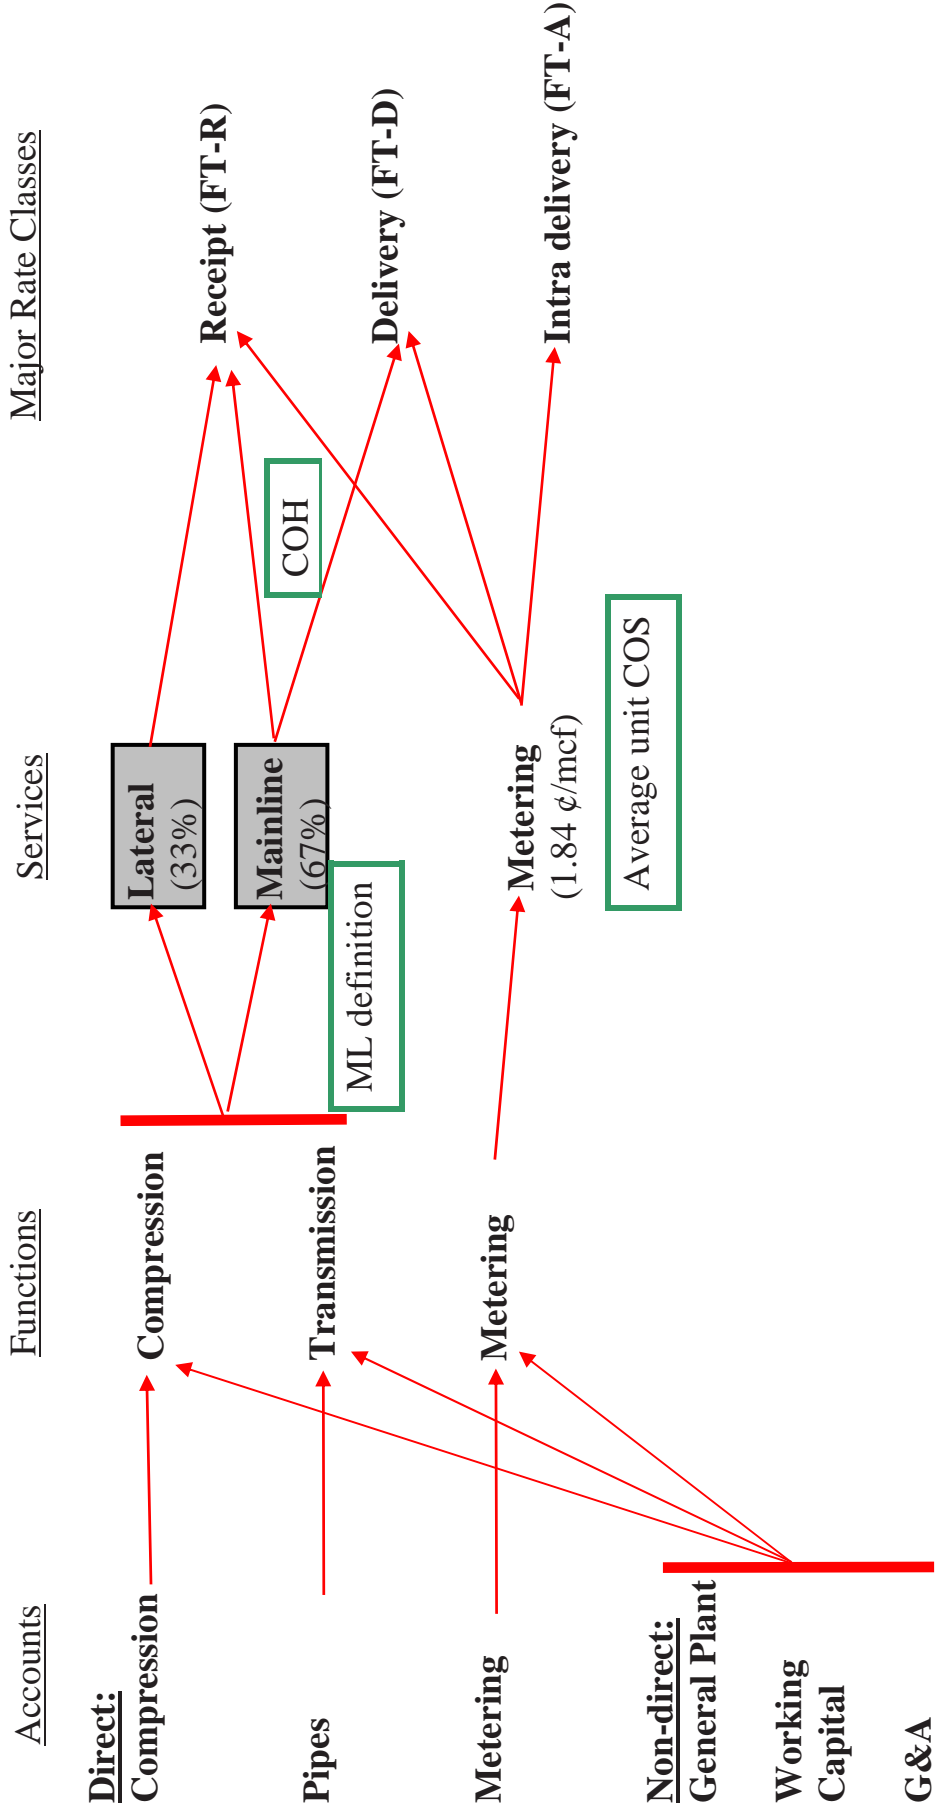 Accounts
Functions
Services
Major Rate Classes
Direct:
Compression
Pipes
Metering
Non-direct:
General Plant
Working
Capital
G&A
Compression
Transmission
Metering
Lateral
(33%)
Mainline
(67%)
ML definition
Metering
(1.84 ¢/mcf)
Average unit COS
COH
Receipt (FT-R)
Delivery (FT-D)
Intra delivery (FT-A)